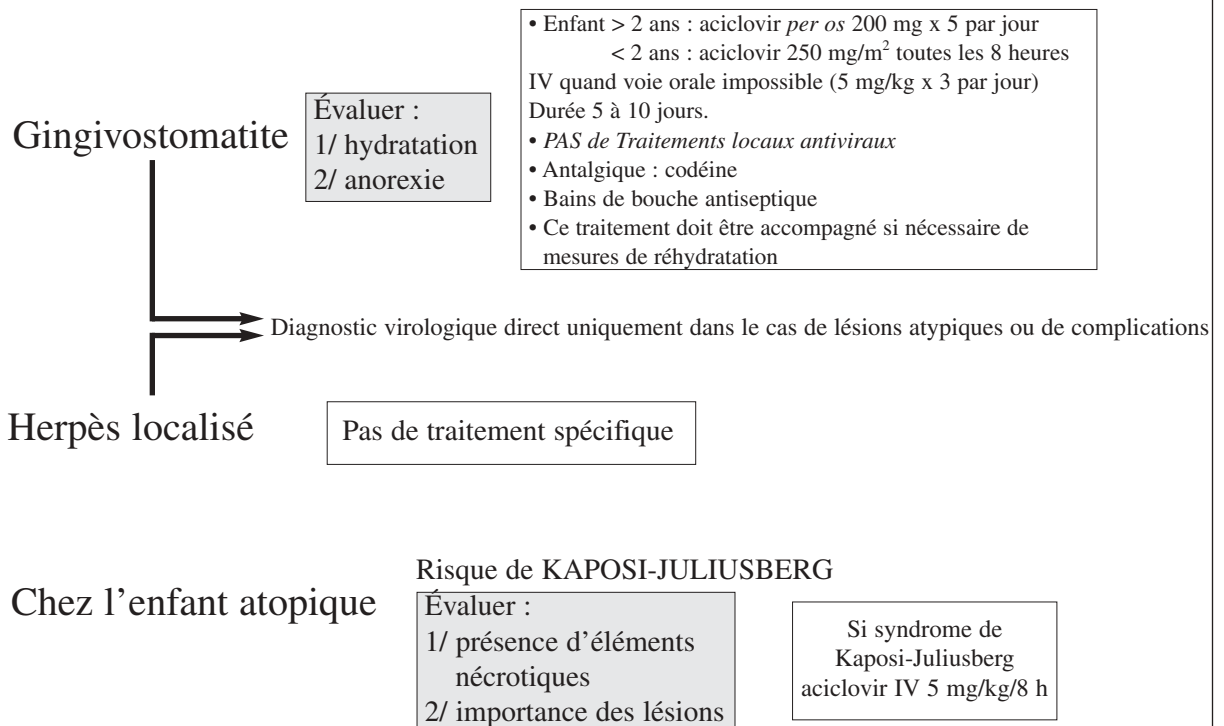 • Enfant > 2 ans : aciclovir per os 200 mg x 5 par jour
< 2 ans : aciclovir 250 mg/m² toutes les 8 heures
IV quand voie orale impossible (5 mg/kg x 3 par jour)
Durée 5 à 10 jours.
• PAS de Traitements locaux antiviraux
• Antalgique : codéine
• Bains de bouche antiseptique
• Ce traitement doit être accompagné si nécessaire de
mesures de réhydratation
Gingivostomatite
Évaluer :
1/ hydratation
2/ anorexie
Diagnostic virologique direct uniquement dans le cas de lésions atypiques ou de complications
Herpès localisé
Pas de traitement spécifique
Chez l'enfant atopique
Risque de KAPOSI-JULIUSBERG
Évaluer :
1/ présence d'éléments
nécrotiques
2/ importance des lésions
Si syndrome de
Kaposi-Juliusberg
aciclovir IV 5 mg/kg/8 h